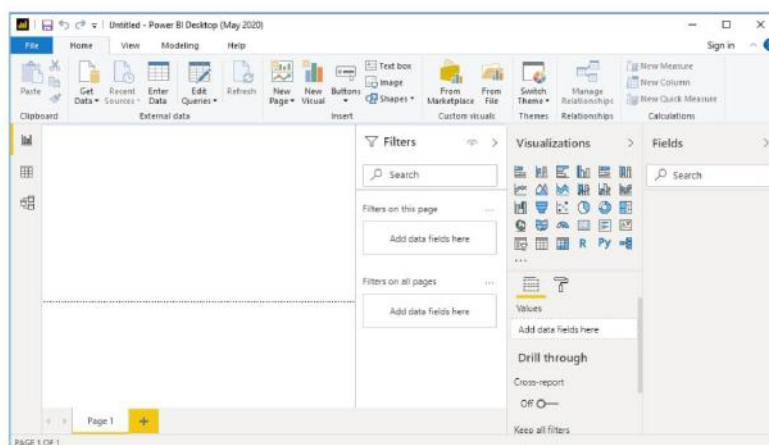 Untitled - Power BI Desktop (May 2020)
File Home View Modeling Help Sign in
Paste
Get Data
Recent Sources
Enter Data
Edit Queries
Refresh
New Page
New Visual
Buttons
Text box
Image
Shapes
From Marketplace
From File
Switch Theme
Manage Relationships
New Measure
New Column
New Quick Measure
Clipboard External data Insert Custom visuals Themes Relationships Calculations
Filters
Search
Filters on this page ...
Add data fields here
Filters on all pages ...
Add data fields here
Visualizations
R Py
...
Values
Add data fields here
Drill through
Cross-report
Off
Keep all filters
Fields
Search
Page 1
PAGE 1 OF 1